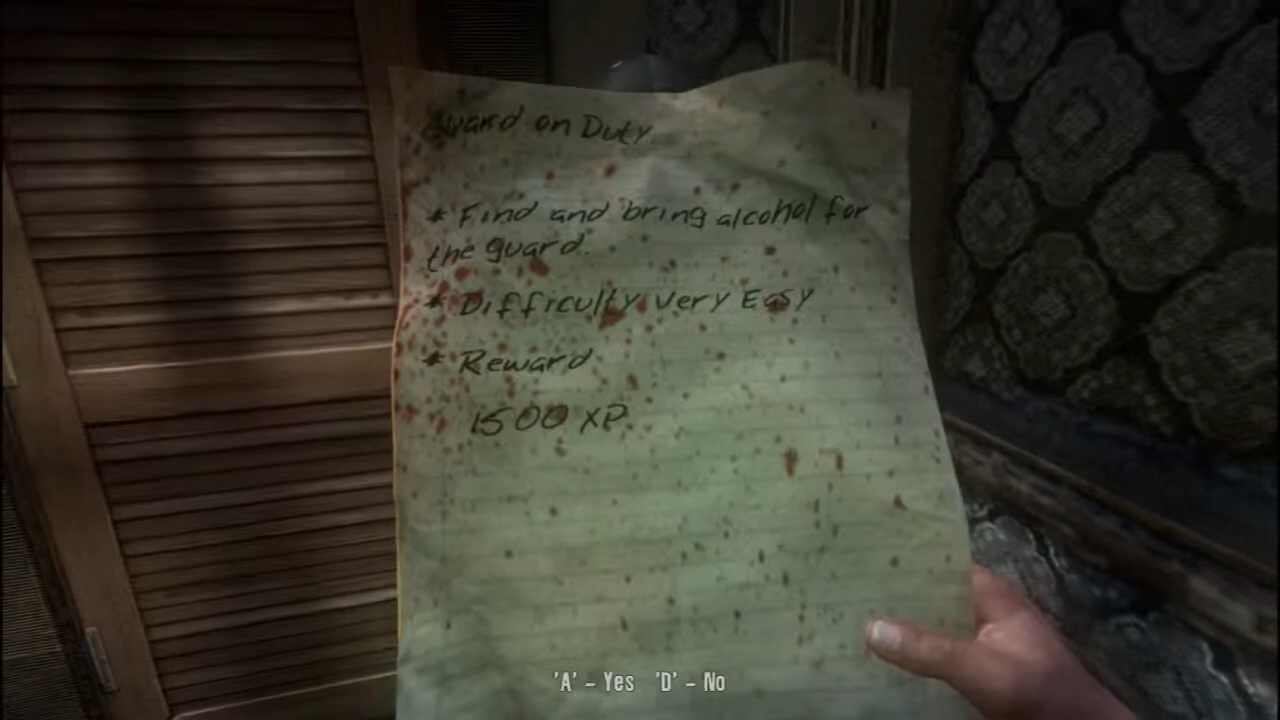 Guard on Duty
* Find and bring alcohol for
the guard.
* Difficulty Very Easy
* Reward
1500 XP
'A' - Yes 'D' - No